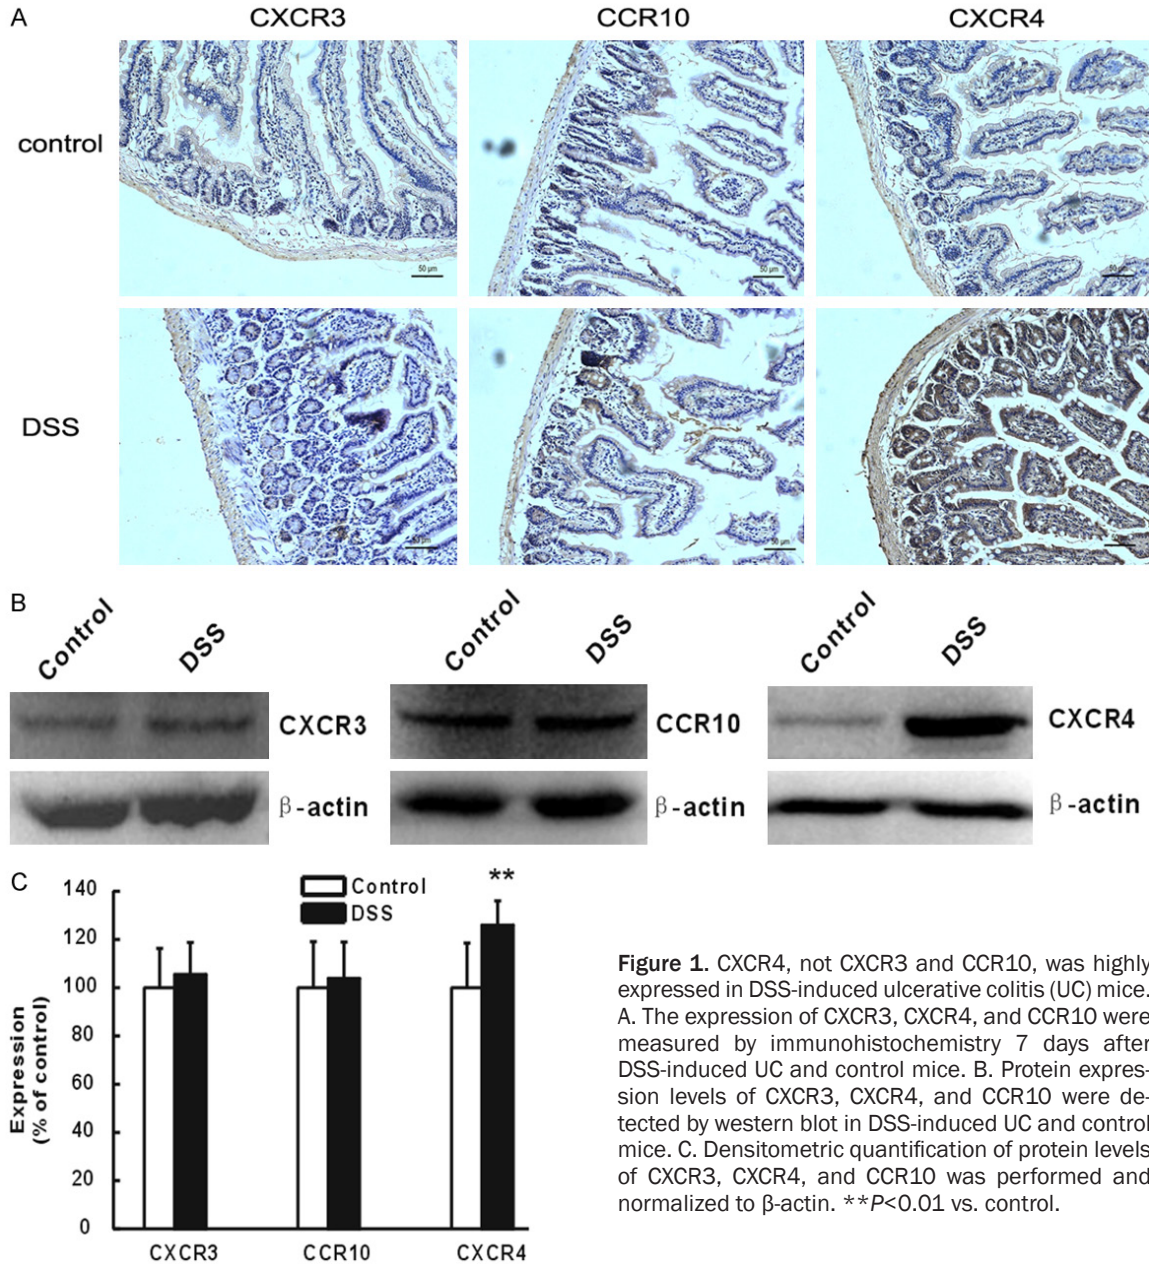 A
CXCR3
CCR10
CXCR4
control
50 µm
50 µm
DSS
B
Control
DSS
Control
DSS
Control
DSS
CXCR3
CCR10
CXCR4
β-actin
β-actin
β-actin
C
140
120
100
80
60
40
20
0
Expression
(% of control)
Control
DSS
**
CXCR3
CCR10
CXCR4
Figure 1. CXCR4, not CXCR3 and CCR10, was highly
expressed in DSS-induced ulcerative colitis (UC) mice.
A. The expression of CXCR3, CXCR4, and CCR10 were
measured by immunohistochemistry 7 days after
DSS-induced UC and control mice. B. Protein expres-
sion levels of CXCR3, CXCR4, and CCR10 were de-
tected by western blot in DSS-induced UC and control
mice. C. Densitometric quantification of protein levels
of CXCR3, CXCR4, and CCR10 was performed and
normalized to β-actin. **P<0.01 vs. control.